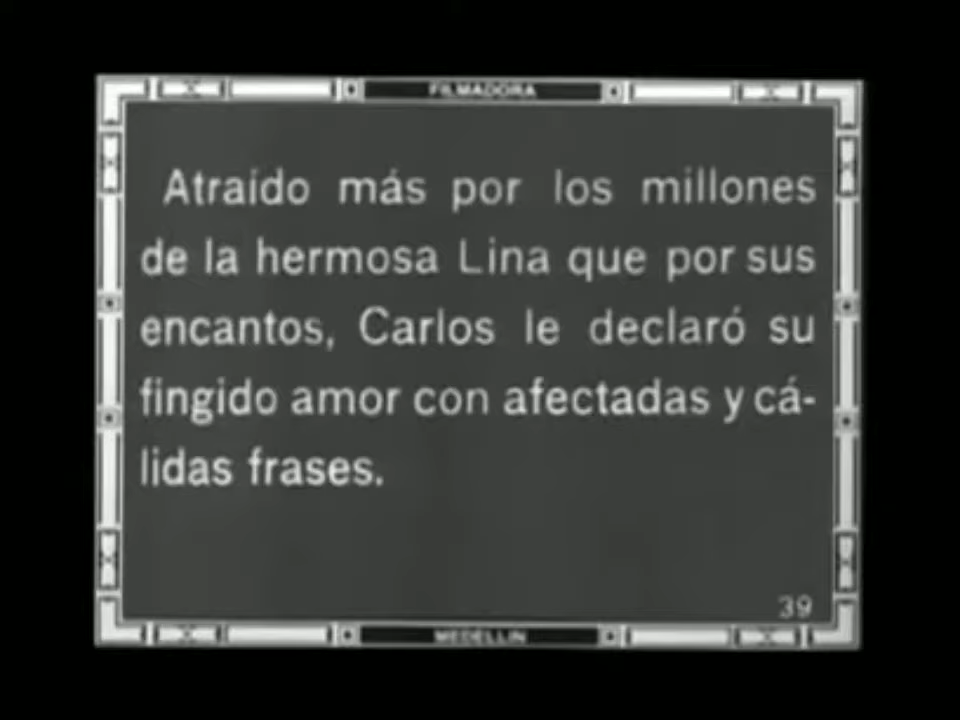 FILMADORA
Atraído más por los millones
de la hermosa Lina que por sus
encantos, Carlos le declaró su
fingido amor con afectadas y cá-
lidas frases.
39
MEDELLIN